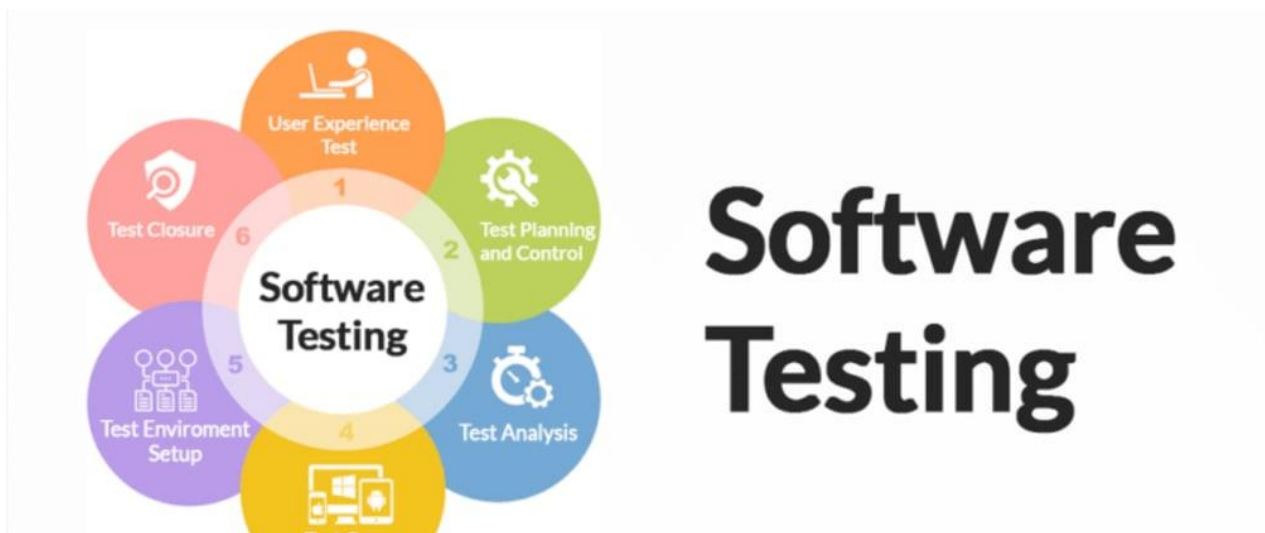 User Experience
Test
1
Test Planning
and Control
2
Test Analysis
3
4
Test Enviroment
Setup
5
Test Closure
6
Software
Testing
Software
Testing